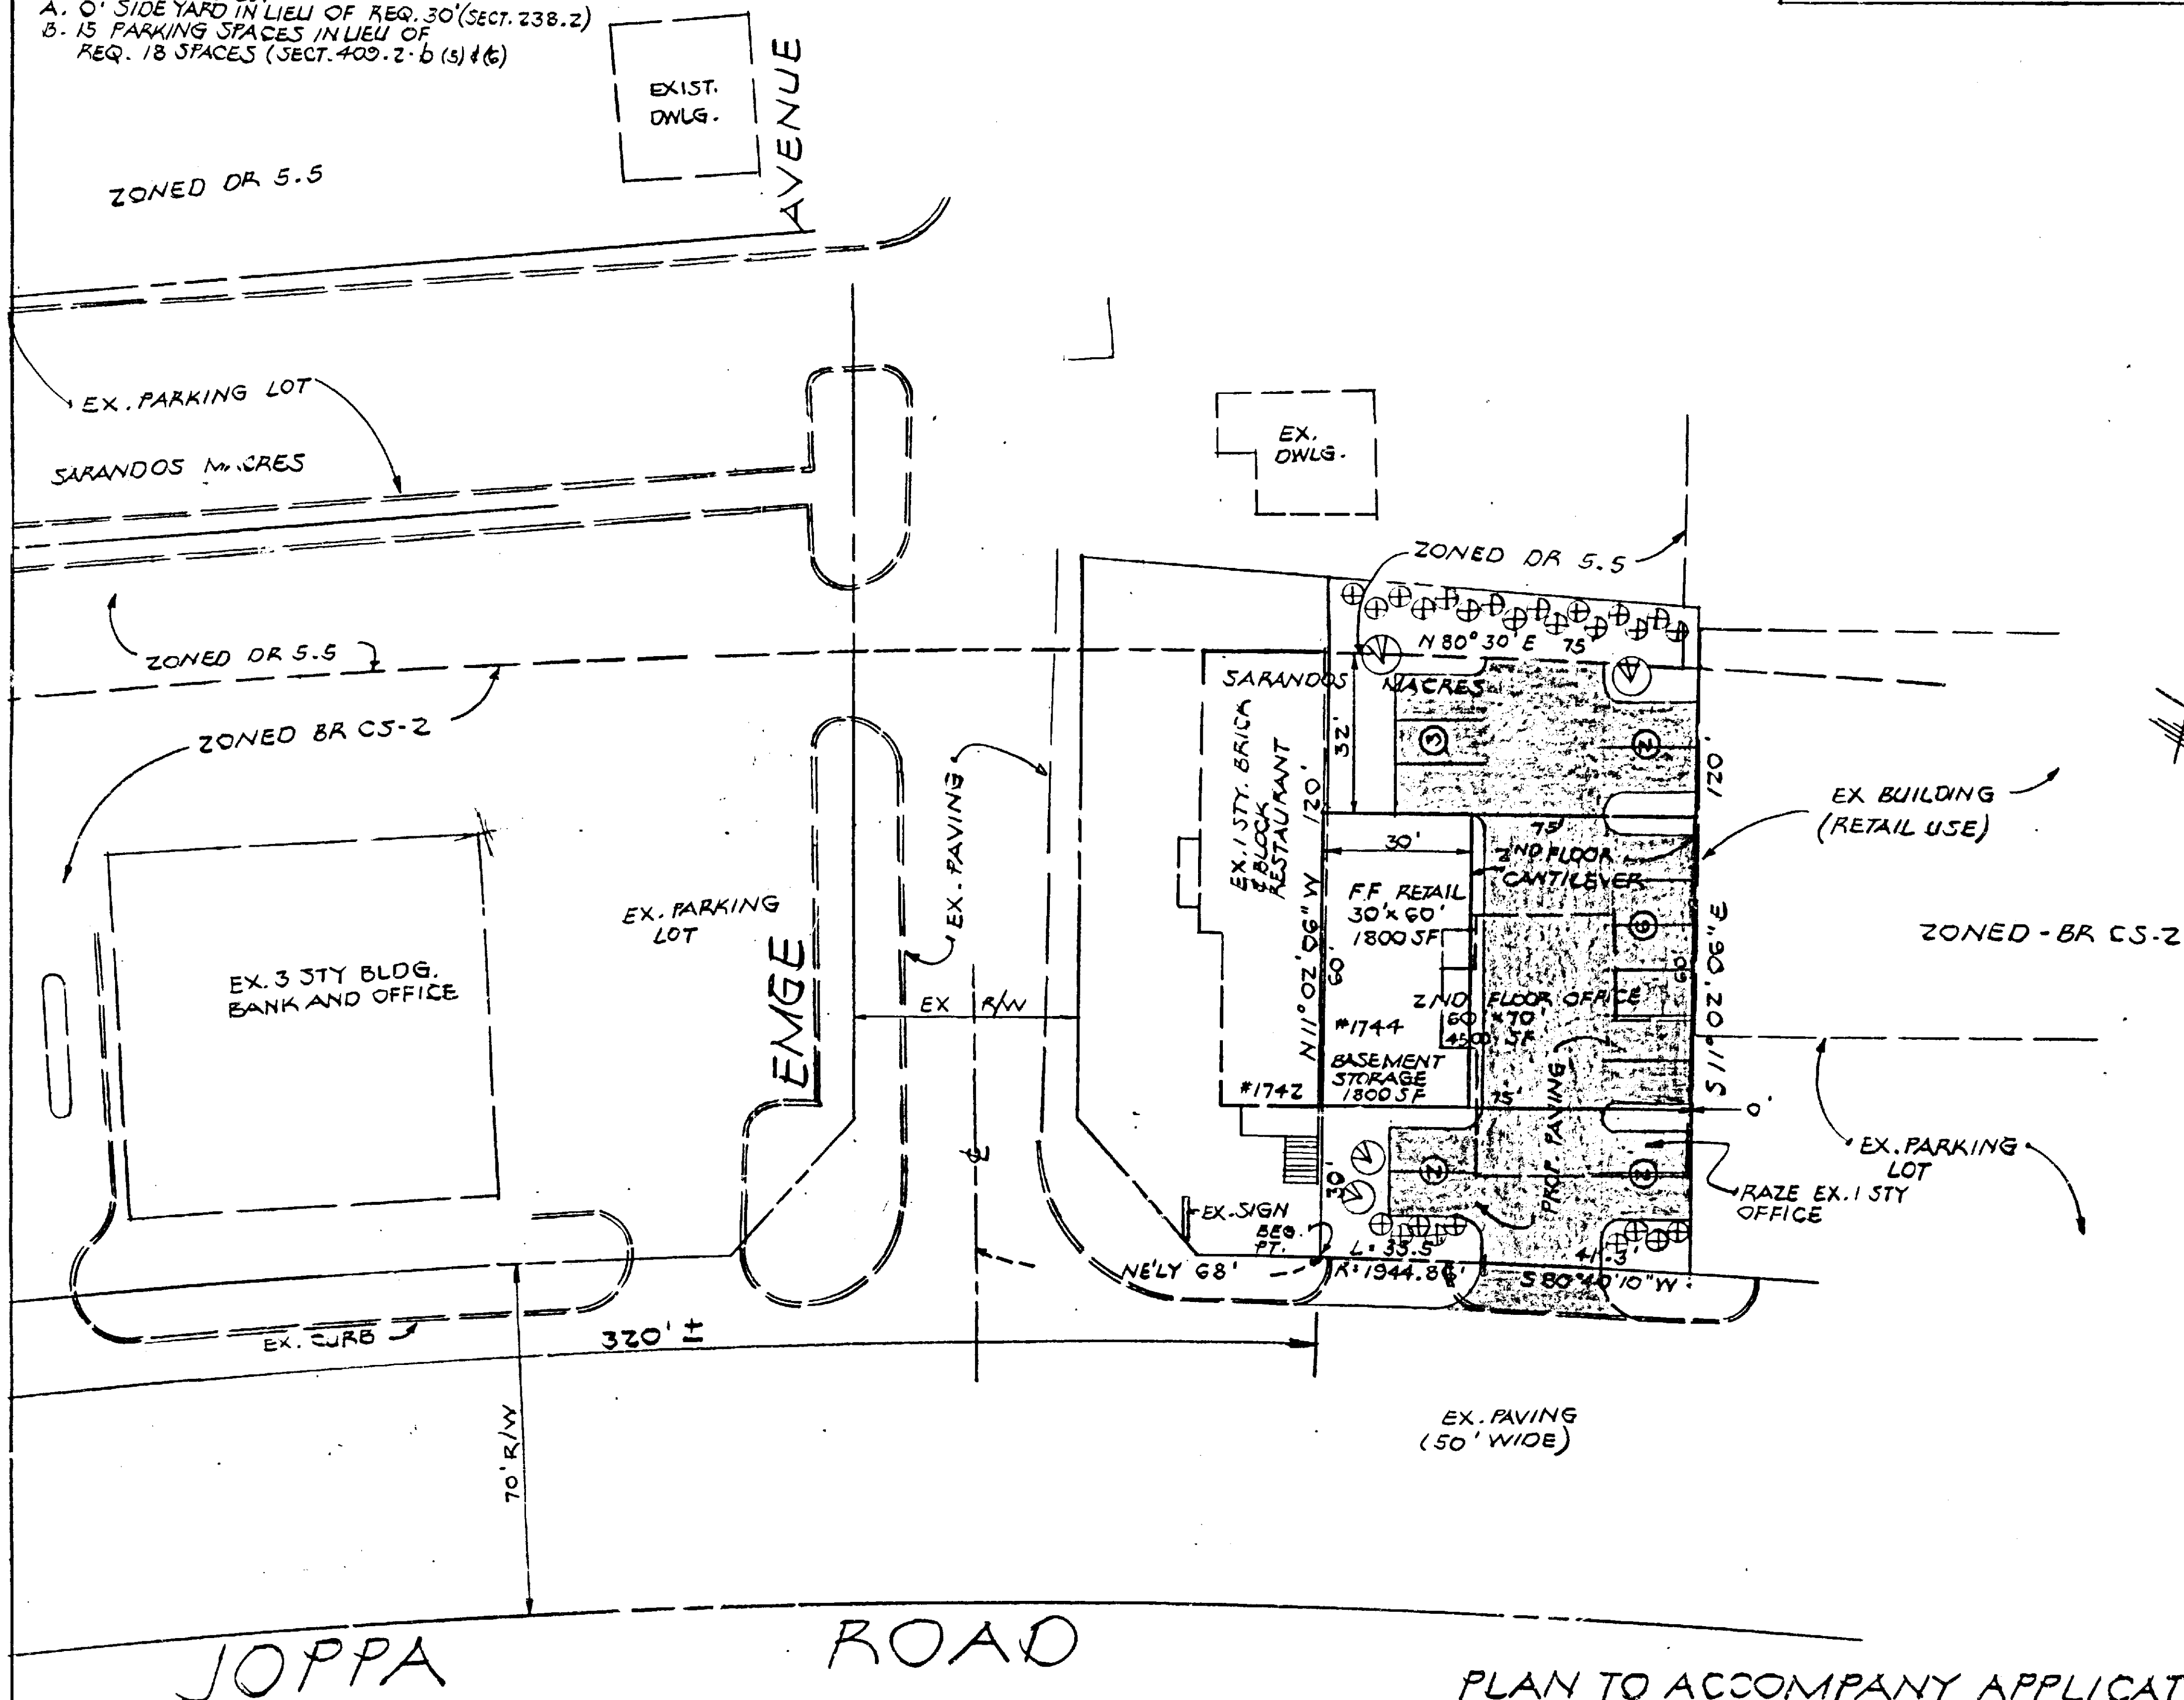 A. 0' SIDE YARD IN LIEU OF REQ. 30' (SECT. 238.2)
B. 15 PARKING SPACES IN LIEU OF
REQ. 18 SPACES (SECT. 409.2-b (5) & (6)
EXIST.
DWLG.
AVENUE
ZONED DR 5.5
EX. PARKING LOT
SARANDOS
EX.
DWLG.
ZONED DR 5.5
ZONED DR 5.5
N 80° 30' E 75'
SARANDOS MACRES
ZONED BR CS-2
32'
3
2
120'
EX. 1 STY. BRICK
& BLOCK
RESTAURANT
N 11° 02' 06" W 120'
EX BUILDING
(RETAIL USE)
75'
30'
2ND FLOOR
CANTILEVER
EX. PAVING
EX. PARKING
LOT
F.F. RETAIL
30' x 60'
1800 SF
6
ZONED - BR CS-2
EX. 3 STY BLDG.
BANK AND OFFICE
EMGE
60'
60'
S 11° 02' 06" E
EX R/W
2ND FLOOR OFFICE
60 x 70'
4500 SF
#1744
BASEMENT
STORAGE
1800 SF
#1742
75'
0'
PROP. PAVING
EX. PARKING
LOT
30'
2
2
RAZE EX. 1 STY
OFFICE
EX. SIGN
BEG.
PT.
L= 35.5
41.3'
NE'LY 68'
R= 1944.86'
S 80° 40' 10" W
EX. CURB
320' ±
70' R/W
EX. PAVING
(50' WIDE)
JOPPA ROAD
PLAN TO ACCOMPANY APPLICAT